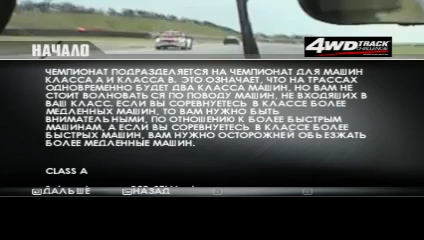 НАЧАЛО
4WD TRACK
CHALLENGE
ЧЕМПИОНАТ ПОДРАЗДЕЛЯЕТСЯ НА ЧЕМПИОНАТ ДЛЯ МАШИН
КЛАССА А И КЛАССА В. ЭТО ОЗНАЧАЕТ, ЧТО НА ТРАССАХ
ОДНОВРЕМЕННО БУДЕТ ДВА КЛАССА МАШИН, НО ВАМ НЕ
СТОИТ ВОЛНОВАТЬСЯ ПО ПОВОДУ МАШИН, НЕ ВХОДЯЩИХ В
ВАШ КЛАСС. ЕСЛИ ВЫ СОРЕВНУЕТЕСЬ В КЛАССЕ БОЛЕЕ
МЕДЛЕННЫХ МАШИН, ТО ВАМ НУЖНО БЫТЬ
ВНИМАТЕЛЬНЫМИ, ПО ОТНОШЕНИЮ К БОЛЕЕ БЫСТРЫМ
МАШИНАМ, А ЕСЛИ ВЫ СОРЕВНУЕТЕСЬ В КЛАССЕ БОЛЕЕ
БЫСТРЫХ МАШИН, ВАМ НУЖНО ОСТОРОЖНЕЙ ОБЪЕЗЖАТЬ
БОЛЕЕ МЕДЛЕННЫЕ МАШИН.
CLASS A
ДАЛЬШЕ НАЗАД